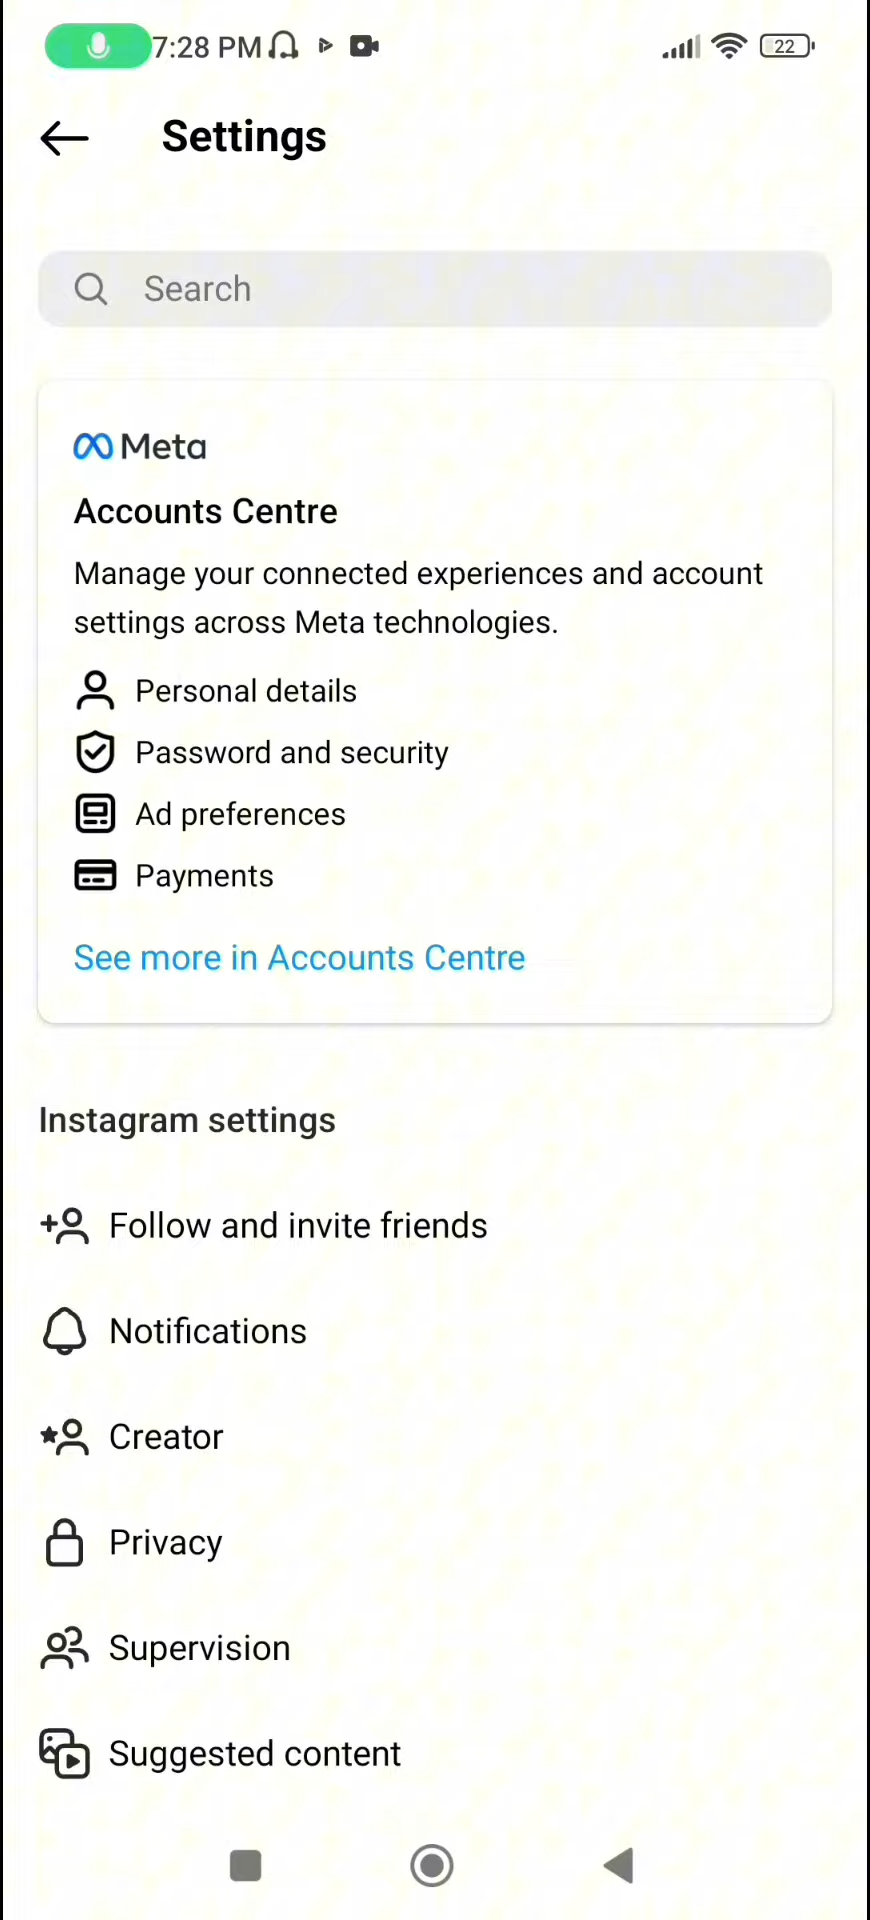 7:28 PM 22
Settings
Search
Meta
Accounts Centre
Manage your connected experiences and account
settings across Meta technologies.
Personal details
Password and security
Ad preferences
Payments
See more in Accounts Centre
Instagram settings
Follow and invite friends
Notifications
Creator
Privacy
Supervision
Suggested content